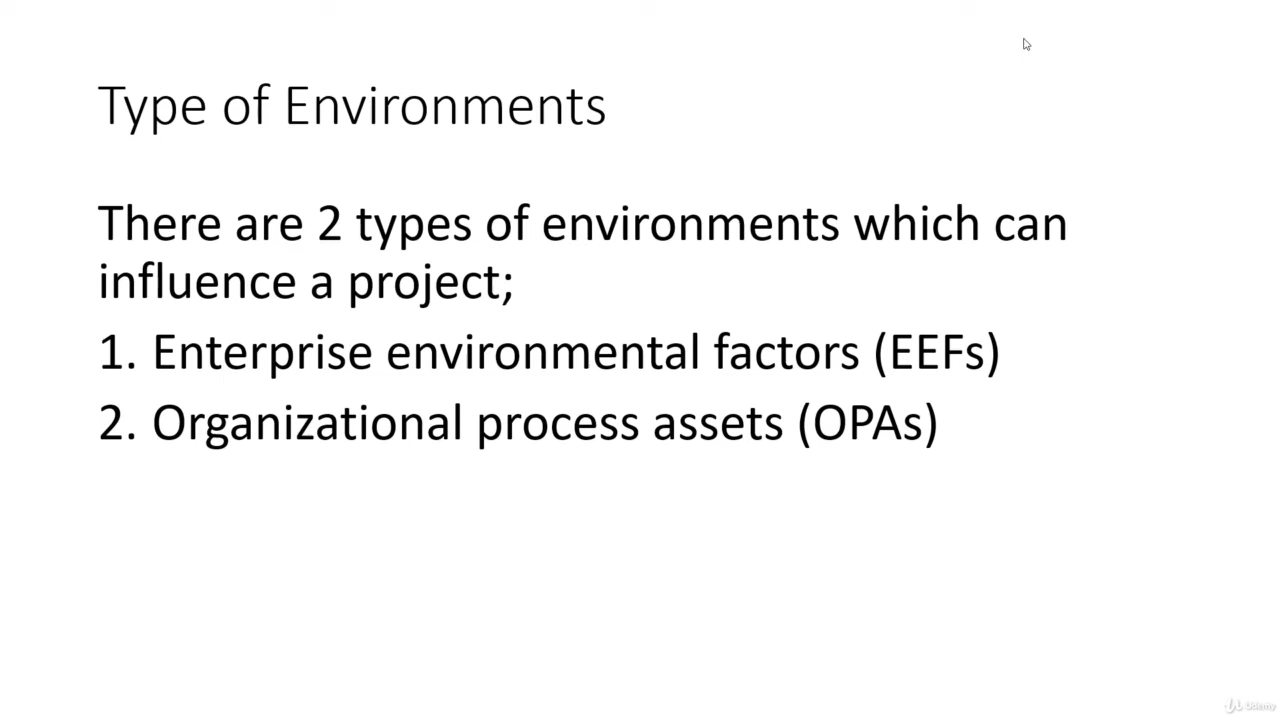 Type of Environments
There are 2 types of environments which can
influence a project;
1. Enterprise environmental factors (EEFs)
2. Organizational process assets (OPAs)
Udemy